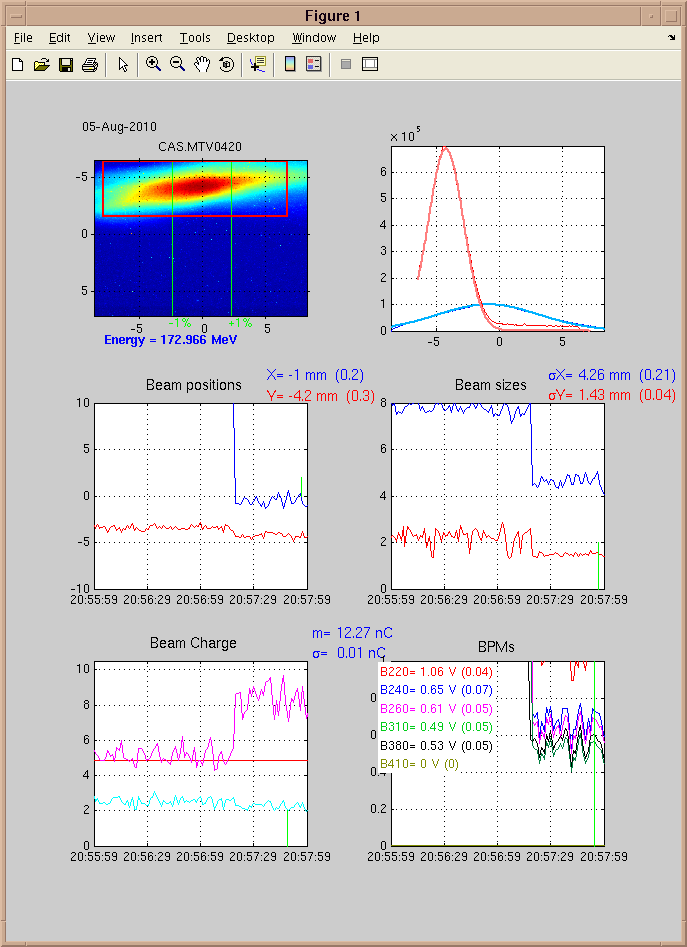 Figure 1
File Edit View Insert Tools Desktop Window Help
05-Aug-2010
CAS.MTV0420
-5
0
5
-5 -1% 0 +1% 5
Energy = 172.966 MeV
× 10^5
6
5
4
3
2
1
0
-5 0 5
Beam positions
X= -1 mm (0.2)
Y= -4.2 mm (0.3)
10
5
0
-5
-10
20:55:59 20:56:29 20:56:59 20:57:29 20:57:59
Beam sizes
σX= 4.26 mm (0.21)
σY= 1.43 mm (0.04)
8
6
4
2
0
20:55:59 20:56:29 20:56:59 20:57:29 20:57:59
Beam Charge
m= 12.27 nC
σ= 0.01 nC
10
8
6
4
2
0
20:55:59 20:56:29 20:56:59 20:57:29 20:57:59
BPMs
B220= 1.06 V (0.04)
B240= 0.65 V (0.07)
B260= 0.61 V (0.05)
B310= 0.49 V (0.05)
B380= 0.53 V (0.05)
B410= 0 V (0)
0.2
0
20:55:59 20:56:29 20:56:59 20:57:29 20:57:59